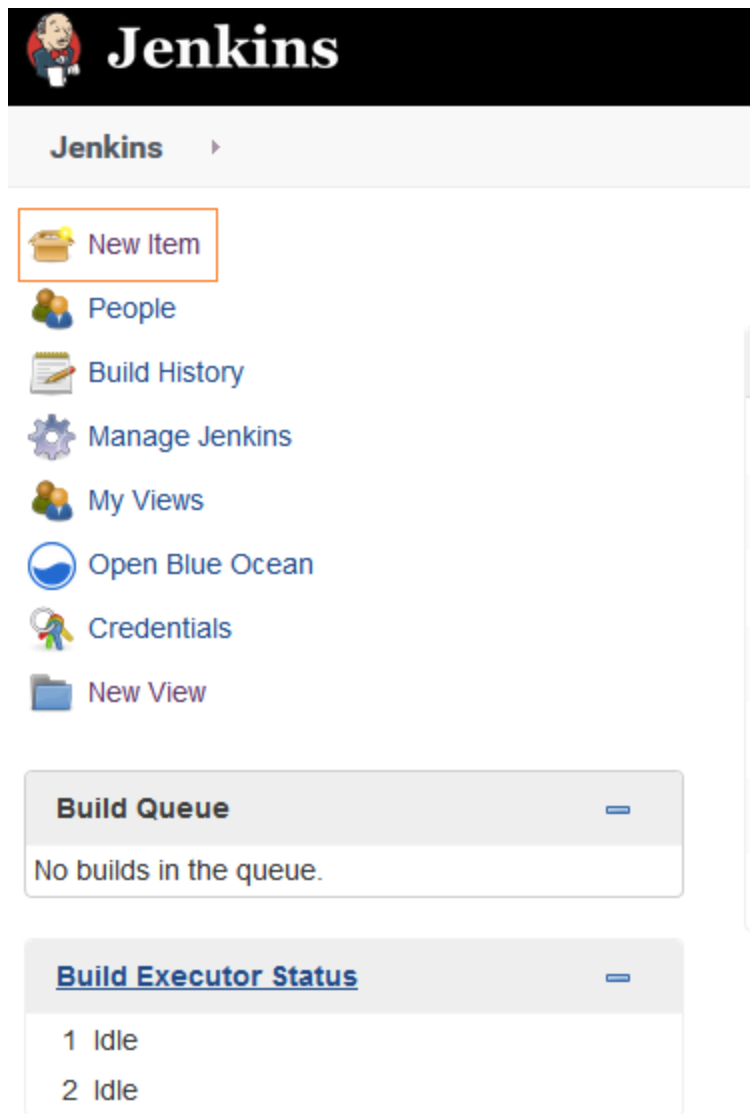 Jenkins
Jenkins
New Item
People
Build History
Manage Jenkins
My Views
Open Blue Ocean
Credentials
New View
Build Queue
No builds in the queue.
Build Executor Status
1 Idle
2 Idle